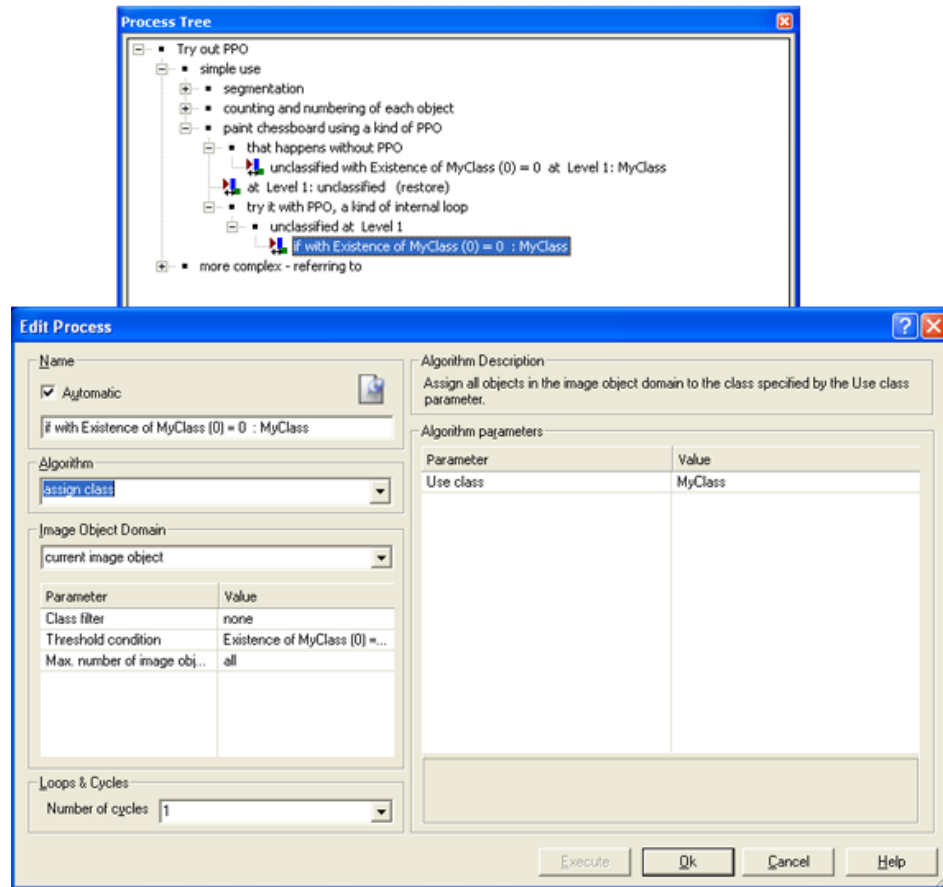 Process Tree
Try out PPO
simple use
segmentation
counting and numbering of each object
paint chessboard using a kind of PPO
that happens without PPO
unclassified with Existence of MyClass (0) = 0 at Level 1: MyClass
at Level 1: unclassified (restore)
try it with PPO, a kind of internal loop
unclassified at Level 1
if with Existence of MyClass (0) = 0 : MyClass
more complex - referring to
Edit Process
Name
Automatic
if with Existence of MyClass (0) = 0 : MyClass
Algorithm
assign class
Image Object Domain
current image object
Parameter Value
Class filter none
Threshold condition Existence of MyClass (0) =...
Max. number of image obj... all
Loops & Cycles
Number of cycles 1
Algorithm Description
Assign all objects in the image object domain to the class specified by the Use class
parameter.
Algorithm parameters
Parameter Value
Use class MyClass
Execute Ok Cancel Help